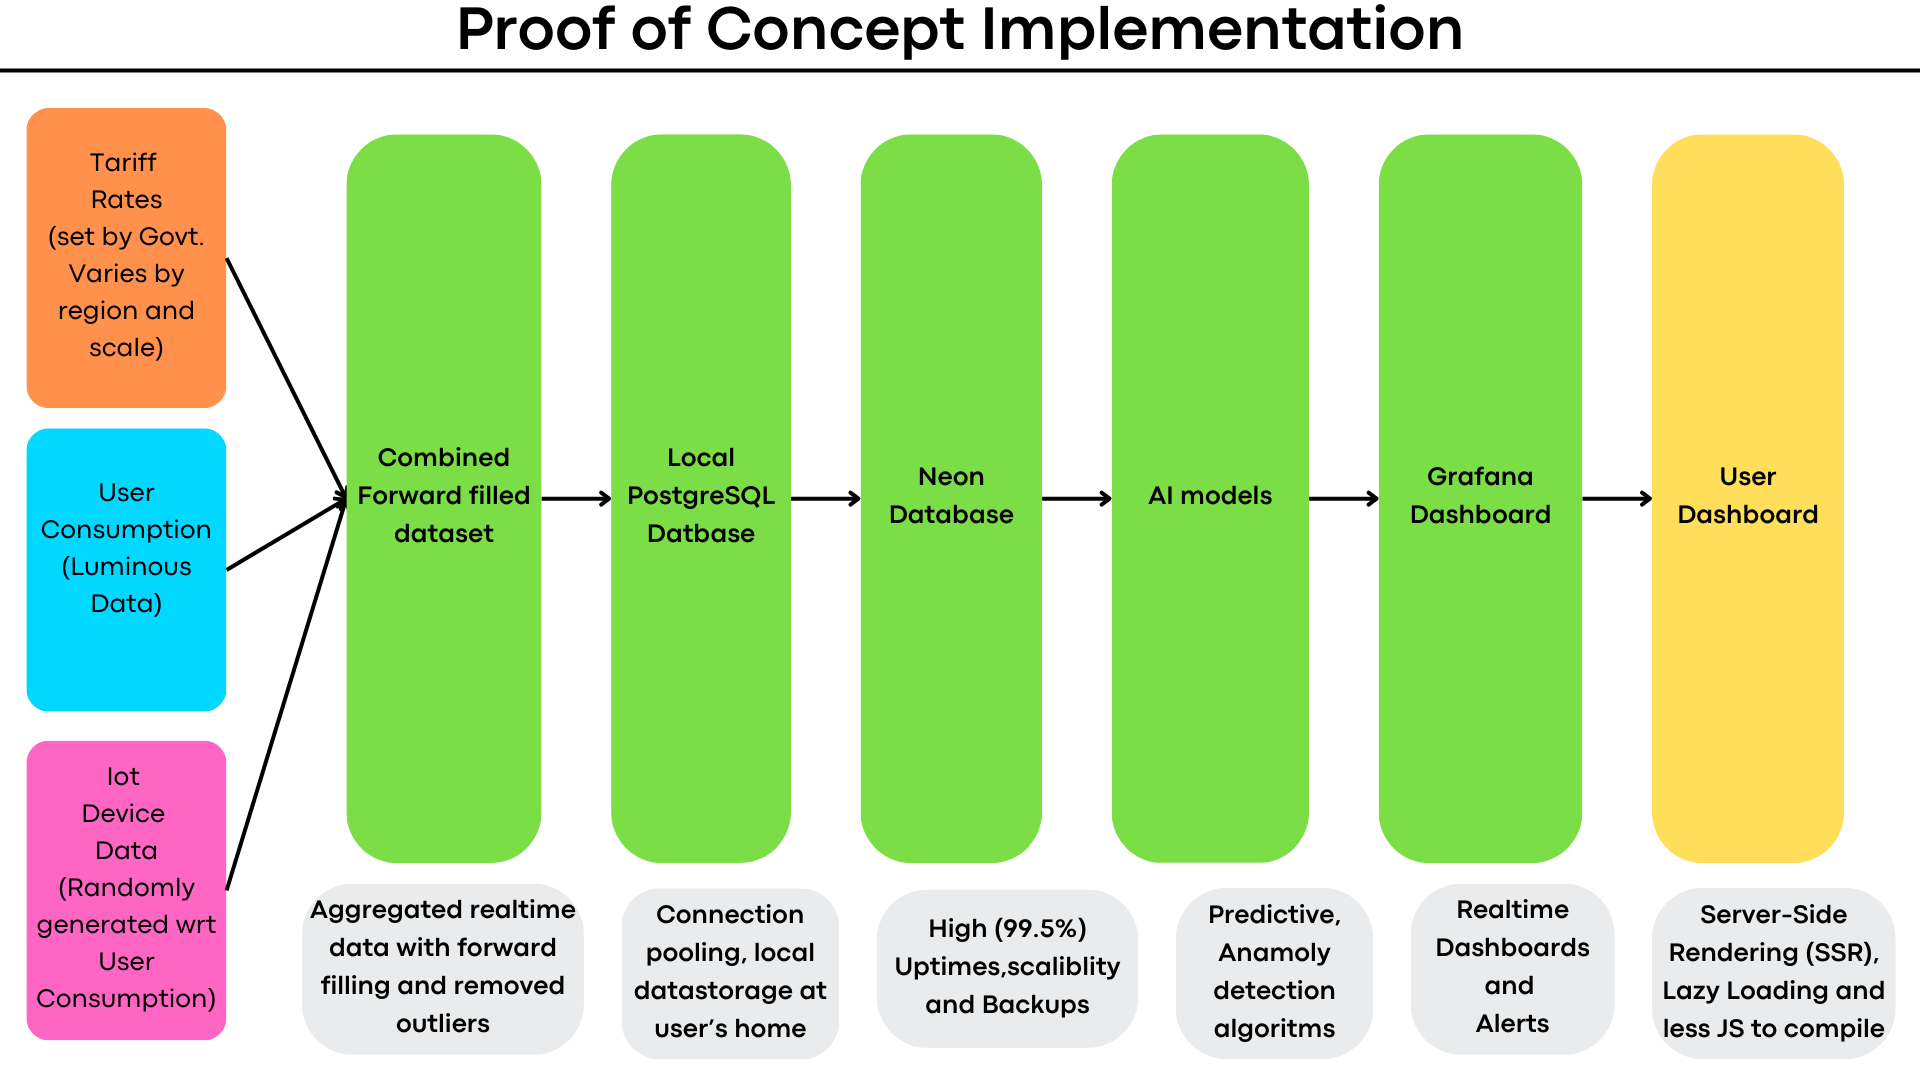 Proof of Concept Implementation
Tariff
Rates
(set by Govt.
Varies by
region and
scale)
User
Consumption
(Luminous
Data)
Iot
Device
Data
(Randomly
generated wrt
User
Consumption)
Combined
Forward filled
dataset
Local
PostgreSQL
Datbase
Neon
Database
AI models
Grafana
Dashboard
User
Dashboard
Aggregated realtime
data with forward
filling and removed
outliers
Connection
pooling, local
datastorage at
user’s home
High (99.5%)
Uptimes,scaliblity
and Backups
Predictive,
Anamoly
detection
algoritms
Realtime
Dashboards
and
Alerts
Server-Side
Rendering (SSR),
Lazy Loading and
less JS to compile